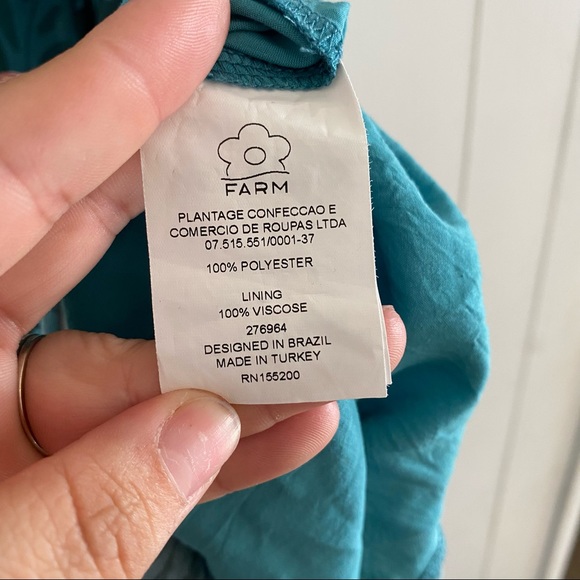 FARM
PLANTAGE CONFECCAO E
COMERCIO DE ROUPAS LTDA
07.515.551/0001-37
100% POLYESTER
LINING
100% VISCOSE
276964
DESIGNED IN BRAZIL
MADE IN TURKEY
RN155200